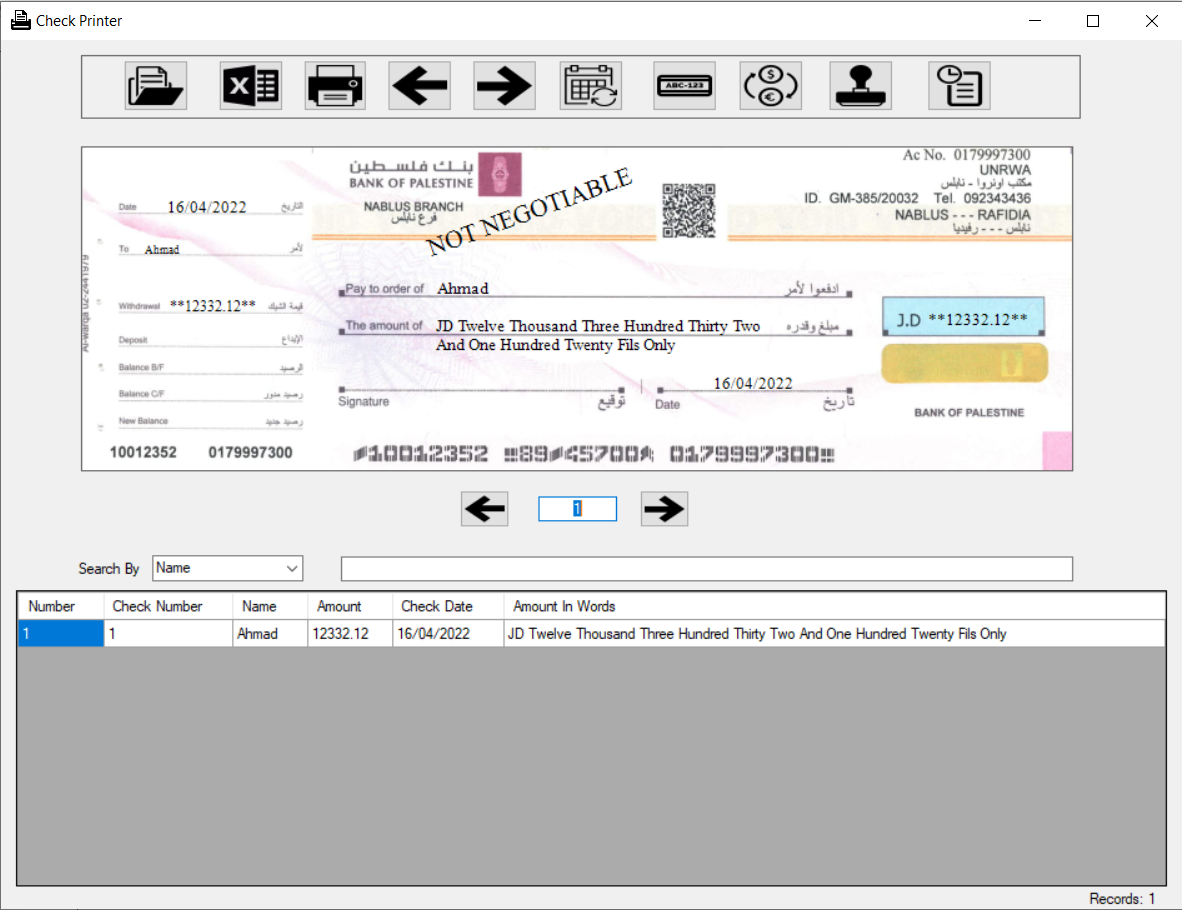 Check Printer
ABC-123
بنك فلسطين
BANK OF PALESTINE
NABLUS BRANCH
فرع نابلس
NOT NEGOTIABLE
Ac No. 0179997300
UNRWA
مكتب اونروا - نابلس
ID. GM-385/20032 Tel. 092343436
NABLUS - - - RAFIDIA
نابلس - - - رفيديا
Date 16/04/2022 التاريخ
To Ahmad لأمر
Withdrawal **12332.12** قيمة الشيك
Deposit الإيداع
Balance B/F الرصيد
Balance C/F رصيد مدور
New Balance رصيد جديد
10012352 0179997300
Pay to order of Ahmad ادفعوا لأمر
The amount of JD Twelve Thousand Three Hundred Thirty Two مبلغ وقدره
And One Hundred Twenty Fils Only
J.D **12332.12**
16/04/2022
Signature توقيع Date تاريخ
BANK OF PALESTINE
10012352 89 45700 0179997300
1
Search By Name
Number Check Number Name Amount Check Date Amount In Words
1 1 Ahmad 12332.12 16/04/2022 JD Twelve Thousand Three Hundred Thirty Two And One Hundred Twenty Fils Only
Records: 1